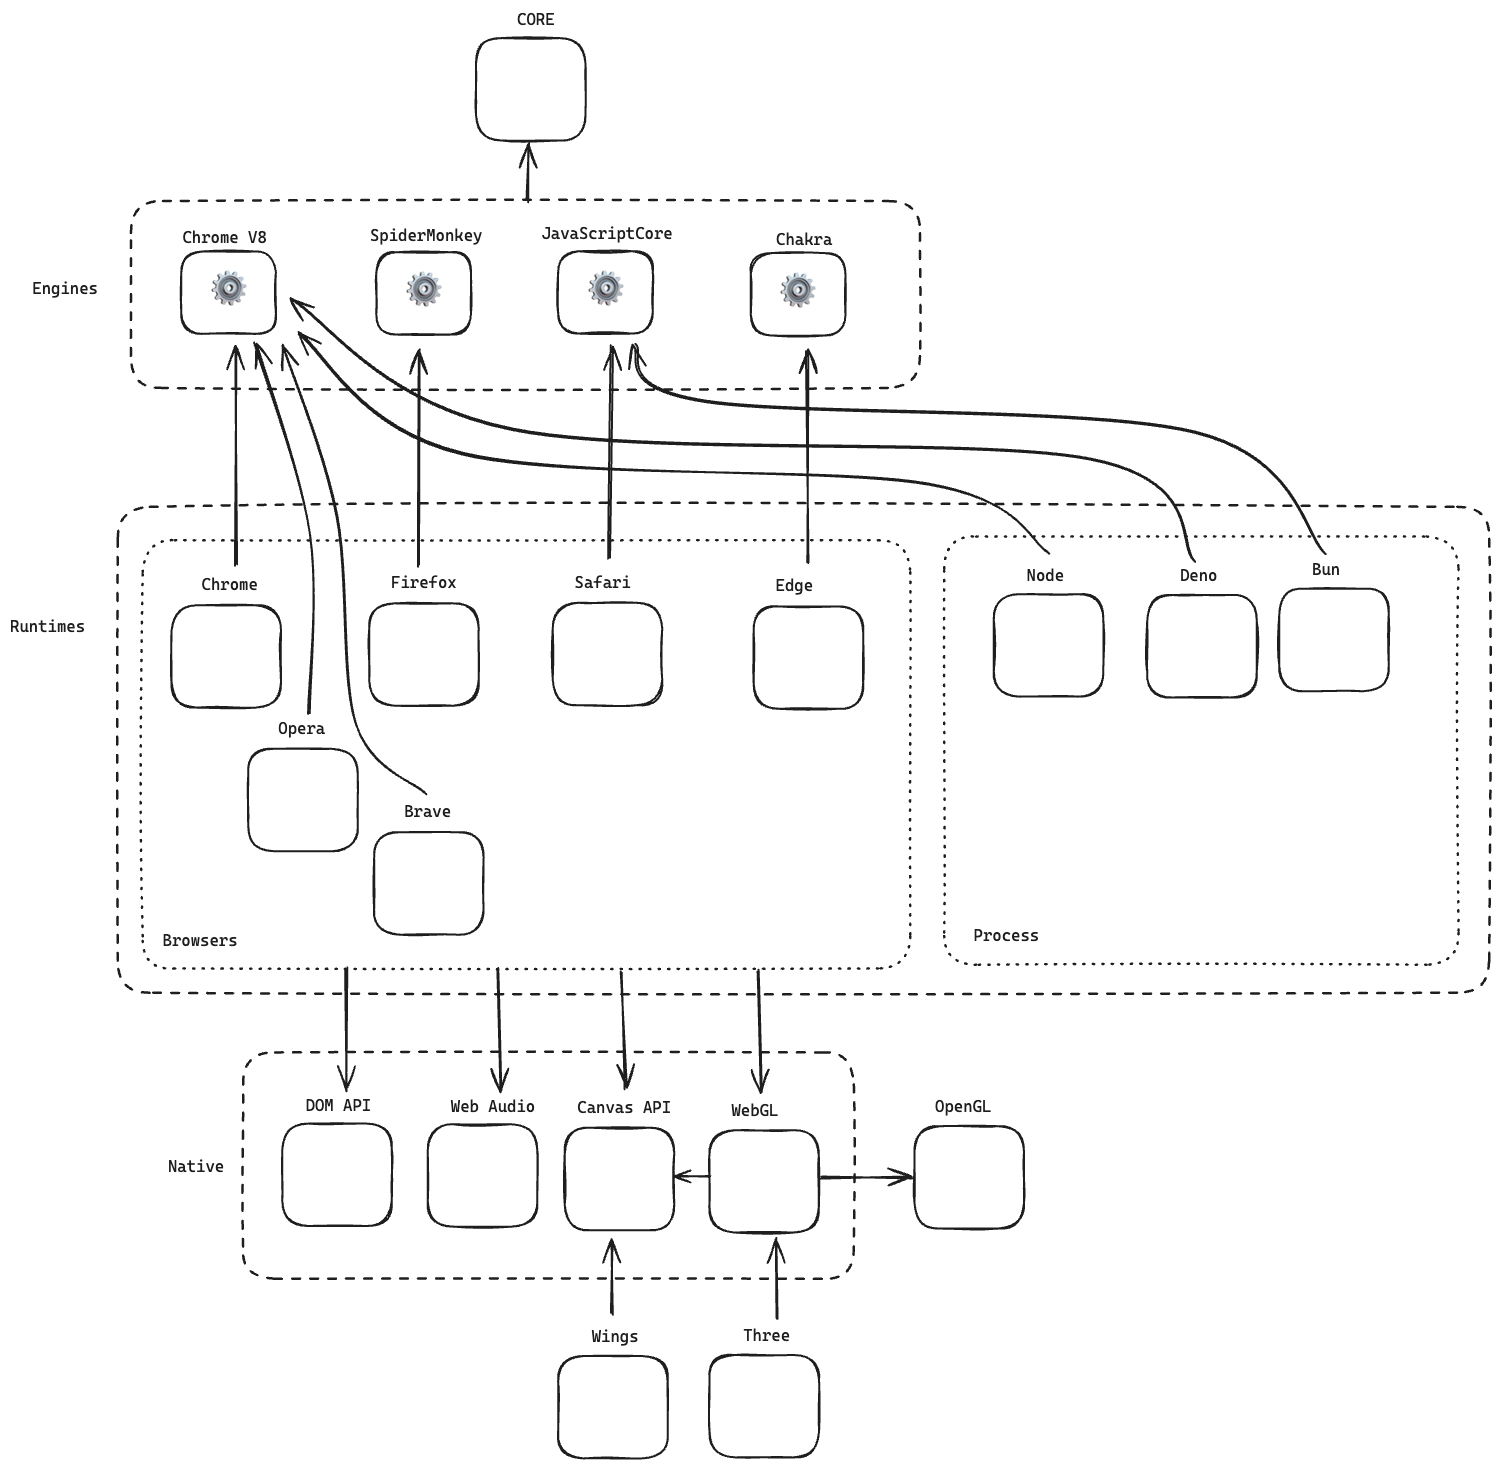 CORE
Chrome V8
SpiderMonkey
JavaScriptCore
Chakra
Engines
Chrome
Firefox
Safari
Edge
Node
Deno
Bun
Runtimes
Opera
Brave
Browsers
Process
DOM API
Web Audio
Canvas API
WebGL
OpenGL
Native
Wings
Three